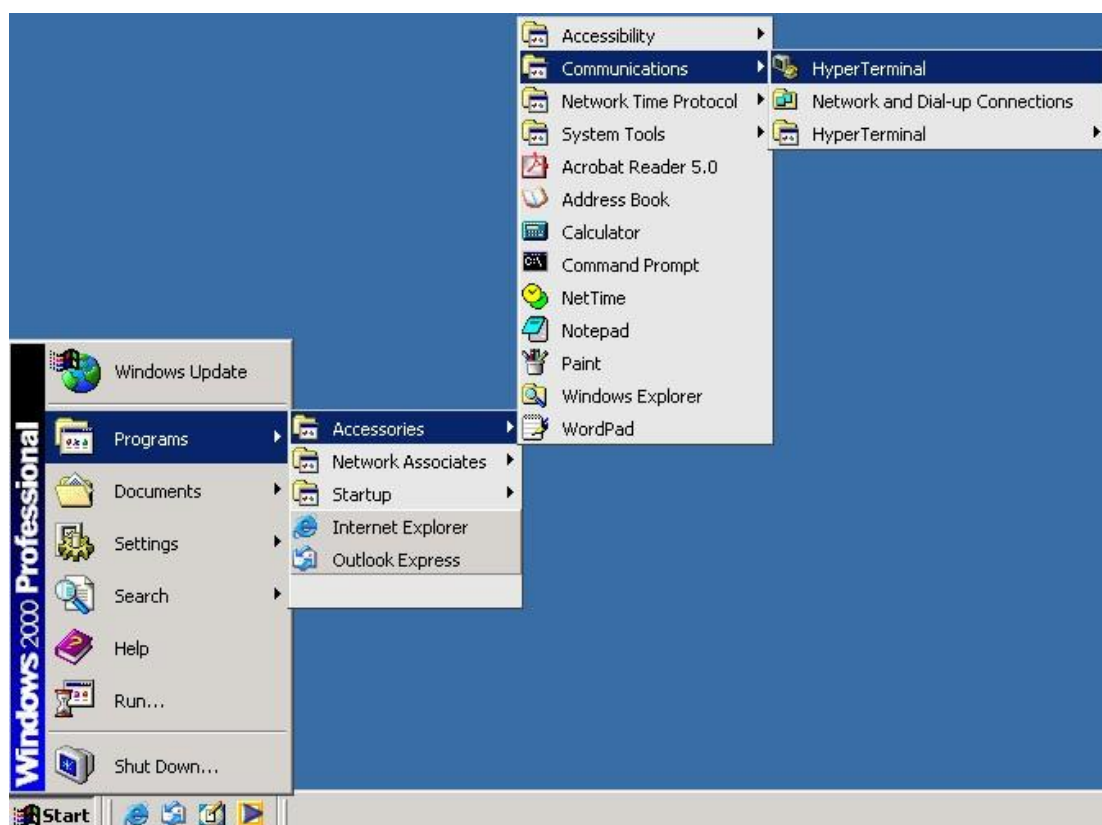 Accessibility
Communications
Network Time Protocol
System Tools
Acrobat Reader 5.0
Address Book
Calculator
Command Prompt
NetTime
Notepad
Paint
Windows Explorer
WordPad
HyperTerminal
Network and Dial-up Connections
HyperTerminal
Windows Update
Programs
Documents
Settings
Search
Help
Run...
Shut Down...
Accessories
Network Associates
Startup
Internet Explorer
Outlook Express
Windows 2000 Professional
Start